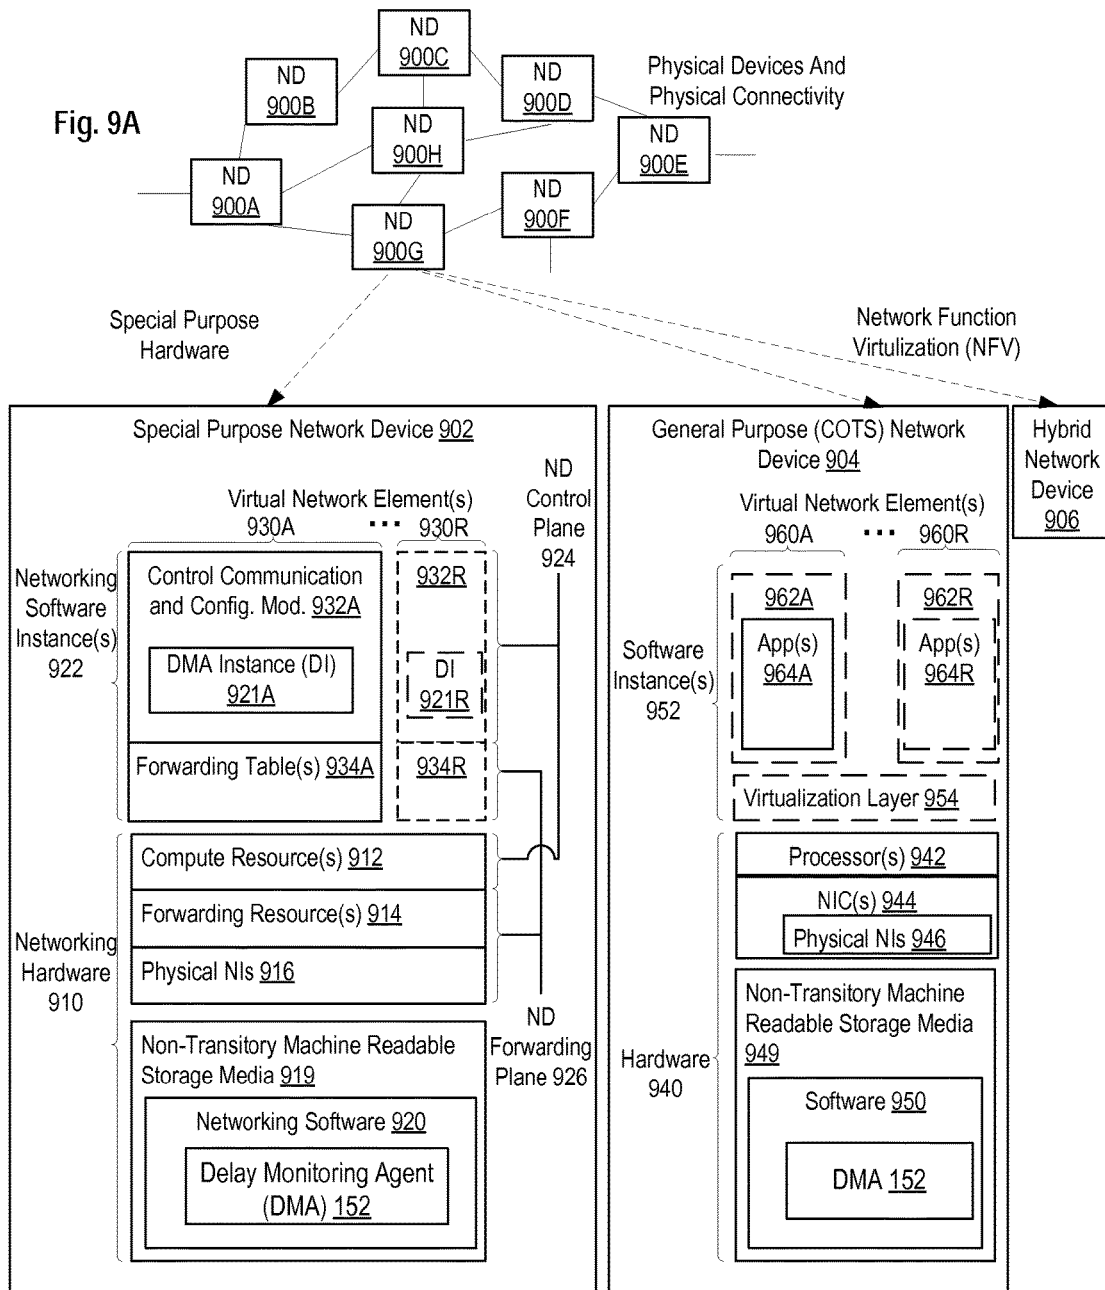 Fig. 9A
ND
900A
ND
900B
ND
900C
ND
900D
ND
900E
ND
900F
ND
900G
ND
900H
Physical Devices And
Physical Connectivity
Special Purpose
Hardware
Network Function
Virtulization (NFV)
Special Purpose Network Device 902
ND
Control
Plane
924
Virtual Network Element(s)
930A
...
930R
Networking
Software
Instance(s)
922
Control Communication
and Config. Mod. 932A
DMA Instance (DI)
921A
932R
DI
921R
Forwarding Table(s) 934A
934R
Networking
Hardware
910
Compute Resource(s) 912
Forwarding Resource(s) 914
Physical NIs 916
ND
Forwarding
Plane 926
Non-Transitory Machine Readable
Storage Media 919
Networking Software 920
Delay Monitoring Agent
(DMA) 152
General Purpose (COTS) Network
Device 904
Virtual Network Element(s)
960A
...
960R
Software
Instance(s)
952
962A
App(s)
964A
962R
App(s)
964R
Virtualization Layer 954
Hardware
940
Processor(s) 942
NIC(s) 944
Physical NIs 946
Non-Transitory Machine
Readable Storage Media
949
Software 950
DMA 152
Hybrid
Network
Device
906